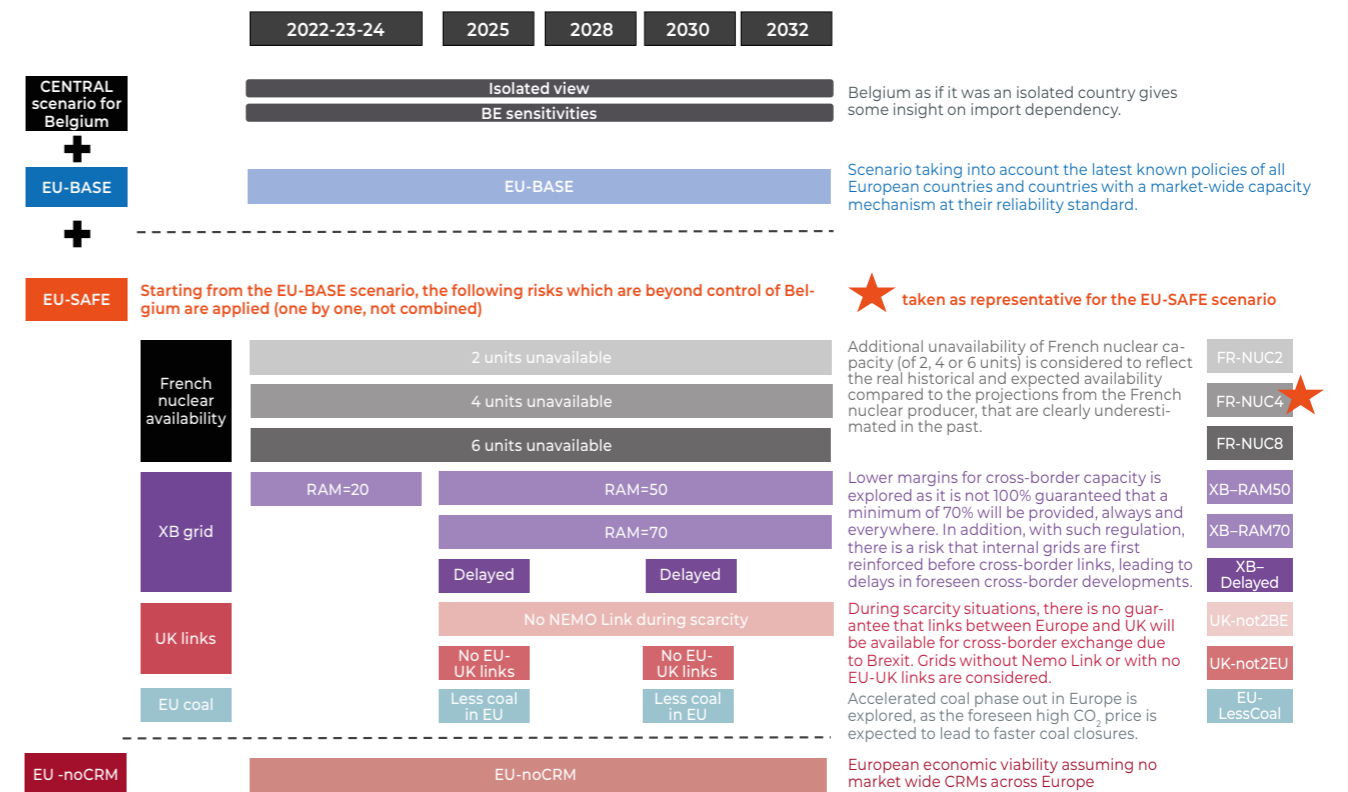 2022-23-24
2025
2028
2030
2032
CENTRAL
scenario for
Belgium
Isolated view
BE sensitivities
Belgium as if it was an isolated country gives
some insight on import dependency.
EU-BASE
EU-BASE
Scenario taking into account the latest known policies of all
European countries and countries with a market-wide capacity
mechanism at their reliability standard.
EU-SAFE
Starting from the EU-BASE scenario, the following risks which are beyond control of Bel-
gium are applied (one by one, not combined)
taken as representative for the EU-SAFE scenario
French
nuclear
availability
2 units unavailable
4 units unavailable
6 units unavailable
Additional unavailability of French nuclear ca-
pacity (of 2, 4 or 6 units) is considered to reflect
the real historical and expected availability
compared to the projections from the French
nuclear producer, that are clearly underesti-
mated in the past.
FR-NUC2
FR-NUC4
FR-NUC8
XB grid
RAM=20
RAM=50
RAM=70
Delayed
Delayed
Lower margins for cross-border capacity is
explored as it is not 100% guaranteed that a
minimum of 70% will be provided, always and
everywhere. In addition, with such regulation,
there is a risk that internal grids are first
reinforced before cross-border links, leading to
delays in foreseen cross-border developments.
XB–RAM50
XB–RAM70
XB–
Delayed
UK links
No NEMO Link during scarcity
No EU-
UK links
No EU-
UK links
During scarcity situations, there is no guar-
antee that links between Europe and UK will
be available for cross-border exchange due
to Brexit. Grids without Nemo Link or with no
EU-UK links are considered.
UK-not2BE
UK-not2EU
EU coal
Less coal
in EU
Less coal
in EU
Accelerated coal phase out in Europe is
explored, as the foreseen high CO2 price is
expected to lead to faster coal closures.
EU-
LessCoal
EU -noCRM
EU-noCRM
European economic viability assuming no
market wide CRMs across Europe